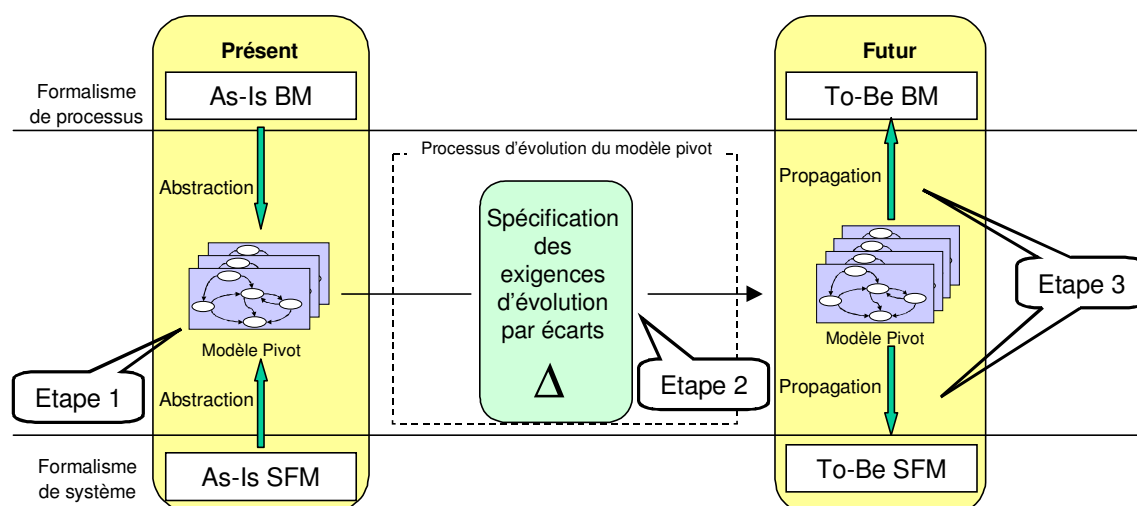 Présent
Futur
Formalisme
de processus
As-Is BM
To-Be BM
Processus d'évolution du modèle pivot
Abstraction
Propagation
Spécification
des
exigences
d'évolution
par écarts
Δ
Modèle Pivot
Modèle Pivot
Etape 1
Etape 2
Etape 3
Abstraction
Propagation
Formalisme
de système
As-Is SFM
To-Be SFM